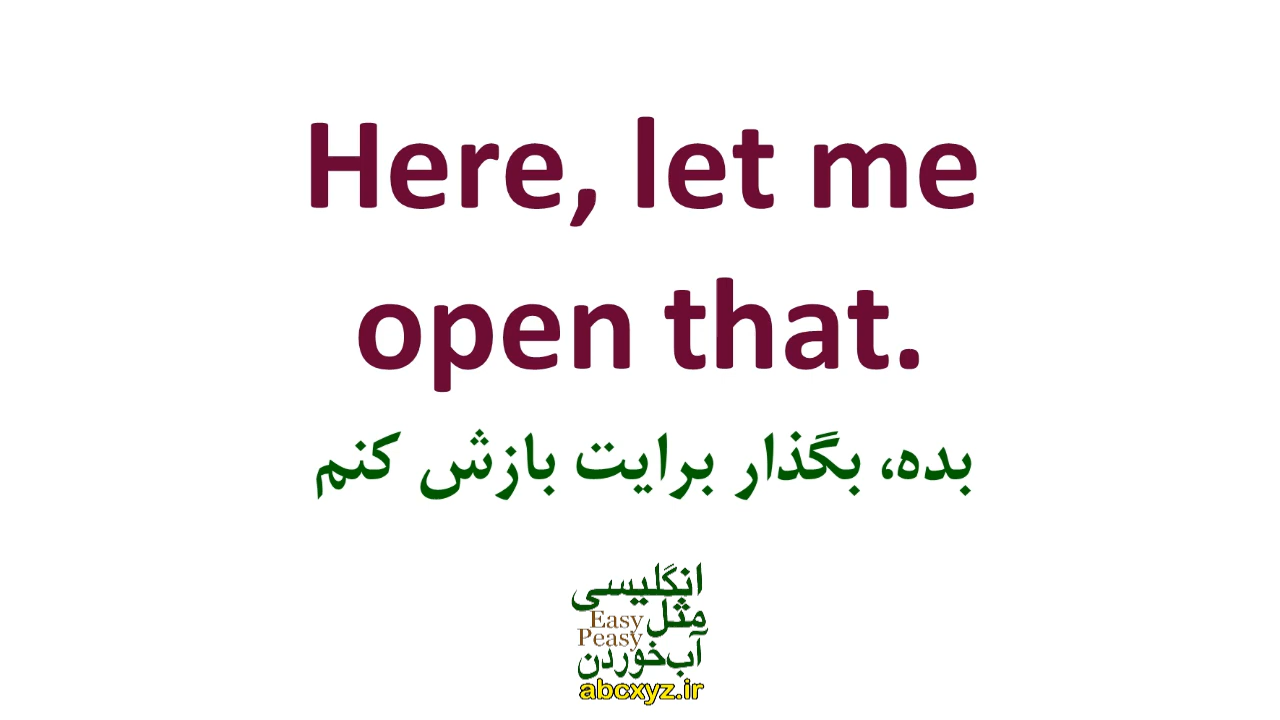 Here, let me
open that.
بده، بگذار برایت بازش کنم
انگلیسی
مثل
Easy
Peasy
آب‌خوردن
abcxyz.ir